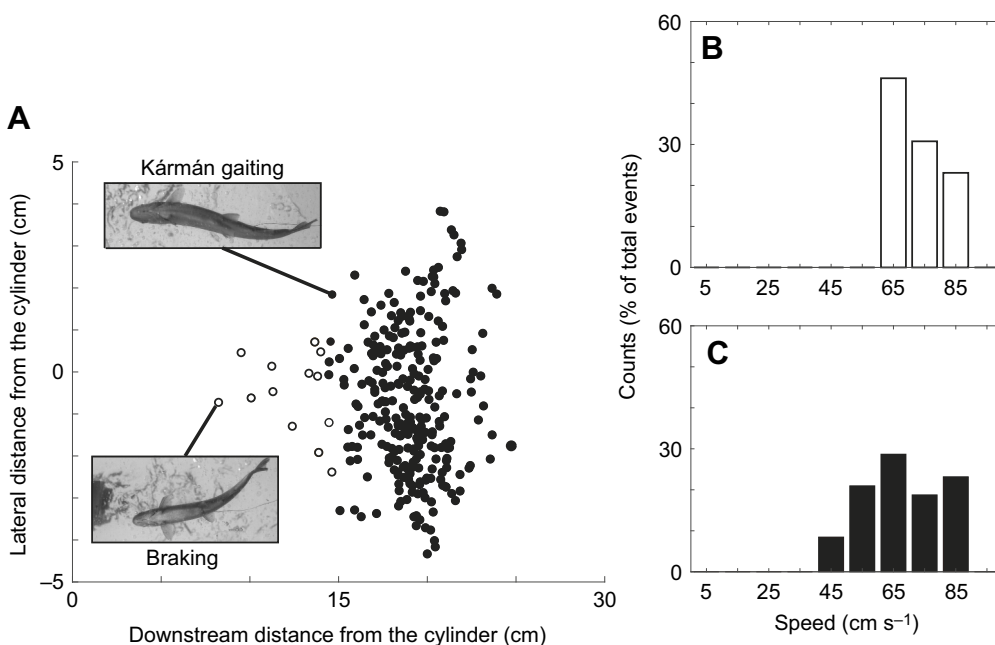 A
Kármán gaiting
Braking
5
0
–5
Lateral distance from the cylinder (cm)
0
15
30
Downstream distance from the cylinder (cm)
B
60
30
0
5
25
45
65
85
Counts (% of total events)
C
60
30
0
5
25
45
65
85
Speed (cm s–1)